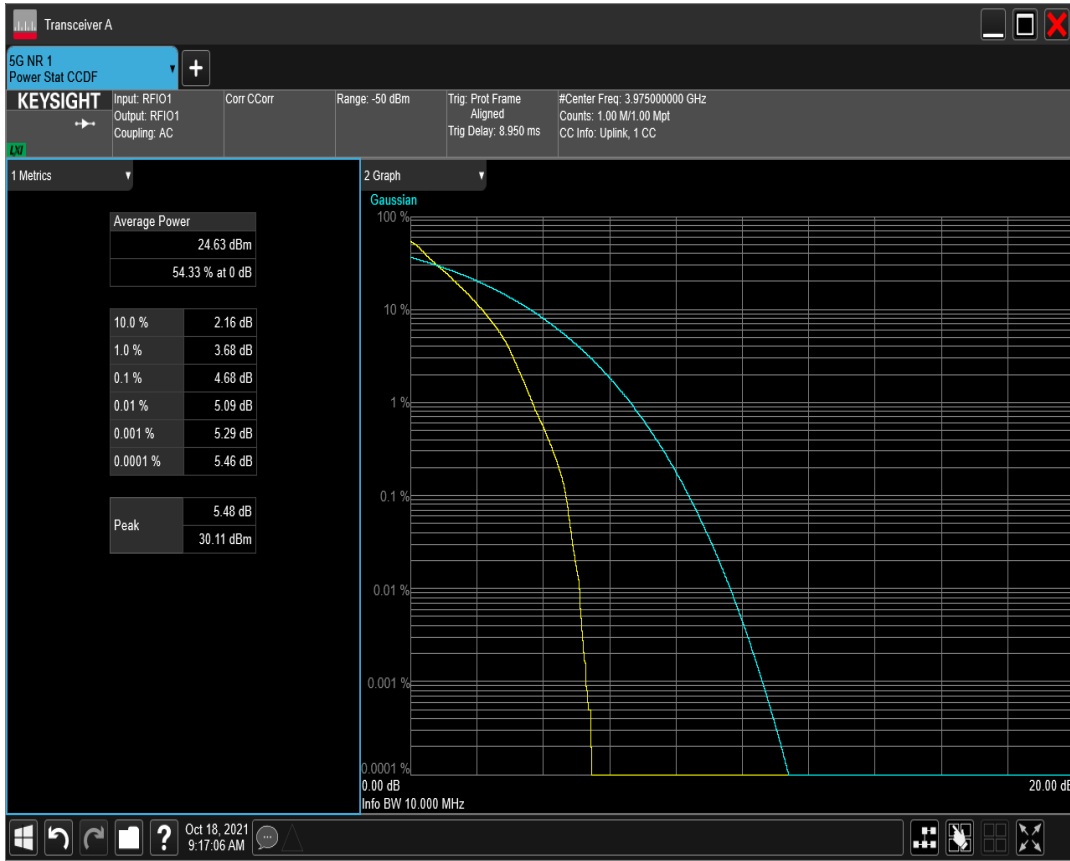 Transceiver A
5G NR 1
Power Stat CCDF
+
KEYSIGHT
LXI
Input: RFIO1
Output: RFIO1
Coupling: AC
Corr CCorr
Range: -50 dBm
Trig: Prot Frame
Aligned
Trig Delay: 8.950 ms
#Center Freq: 3.975000000 GHz
Counts: 1.00 M/1.00 Mpt
CC Info: Uplink, 1 CC
1 Metrics
Average Power
24.63 dBm
54.33 % at 0 dB
10.0 % 2.16 dB
1.0 % 3.68 dB
0.1 % 4.68 dB
0.01 % 5.09 dB
0.001 % 5.29 dB
0.0001 % 5.46 dB
Peak
5.48 dB
30.11 dBm
2 Graph
Gaussian
100 %
10 %
1 %
0.1 %
0.01 %
0.001 %
0.0001 %
0.00 dB
20.00 dB
Info BW 10.000 MHz
?
Oct 18, 2021
9:17:06 AM